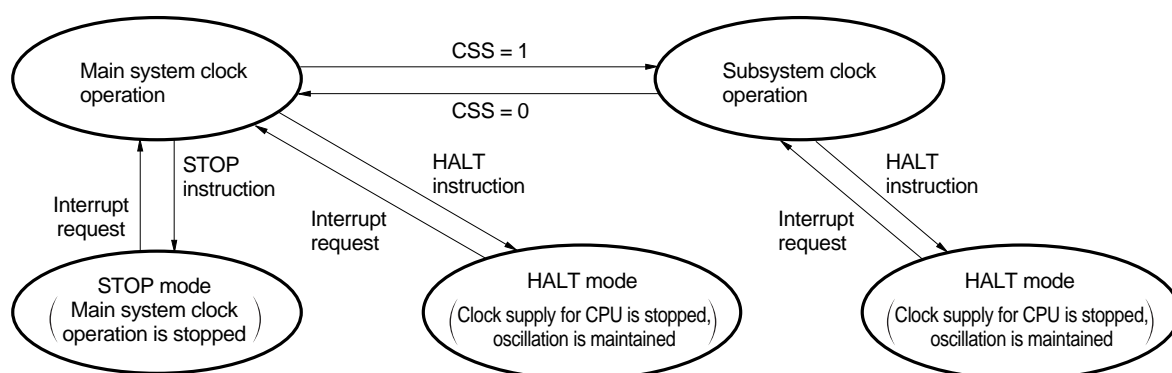 CSS = 1
Main system clock
operation
Subsystem clock
operation
CSS = 0
STOP
instruction
HALT
instruction
HALT
instruction
Interrupt
request
Interrupt
request
Interrupt
request
STOP mode
( Main system clock
operation is stopped )
HALT mode
( Clock supply for CPU is stopped,
oscillation is maintained )
HALT mode
( Clock supply for CPU is stopped,
oscillation is maintained )